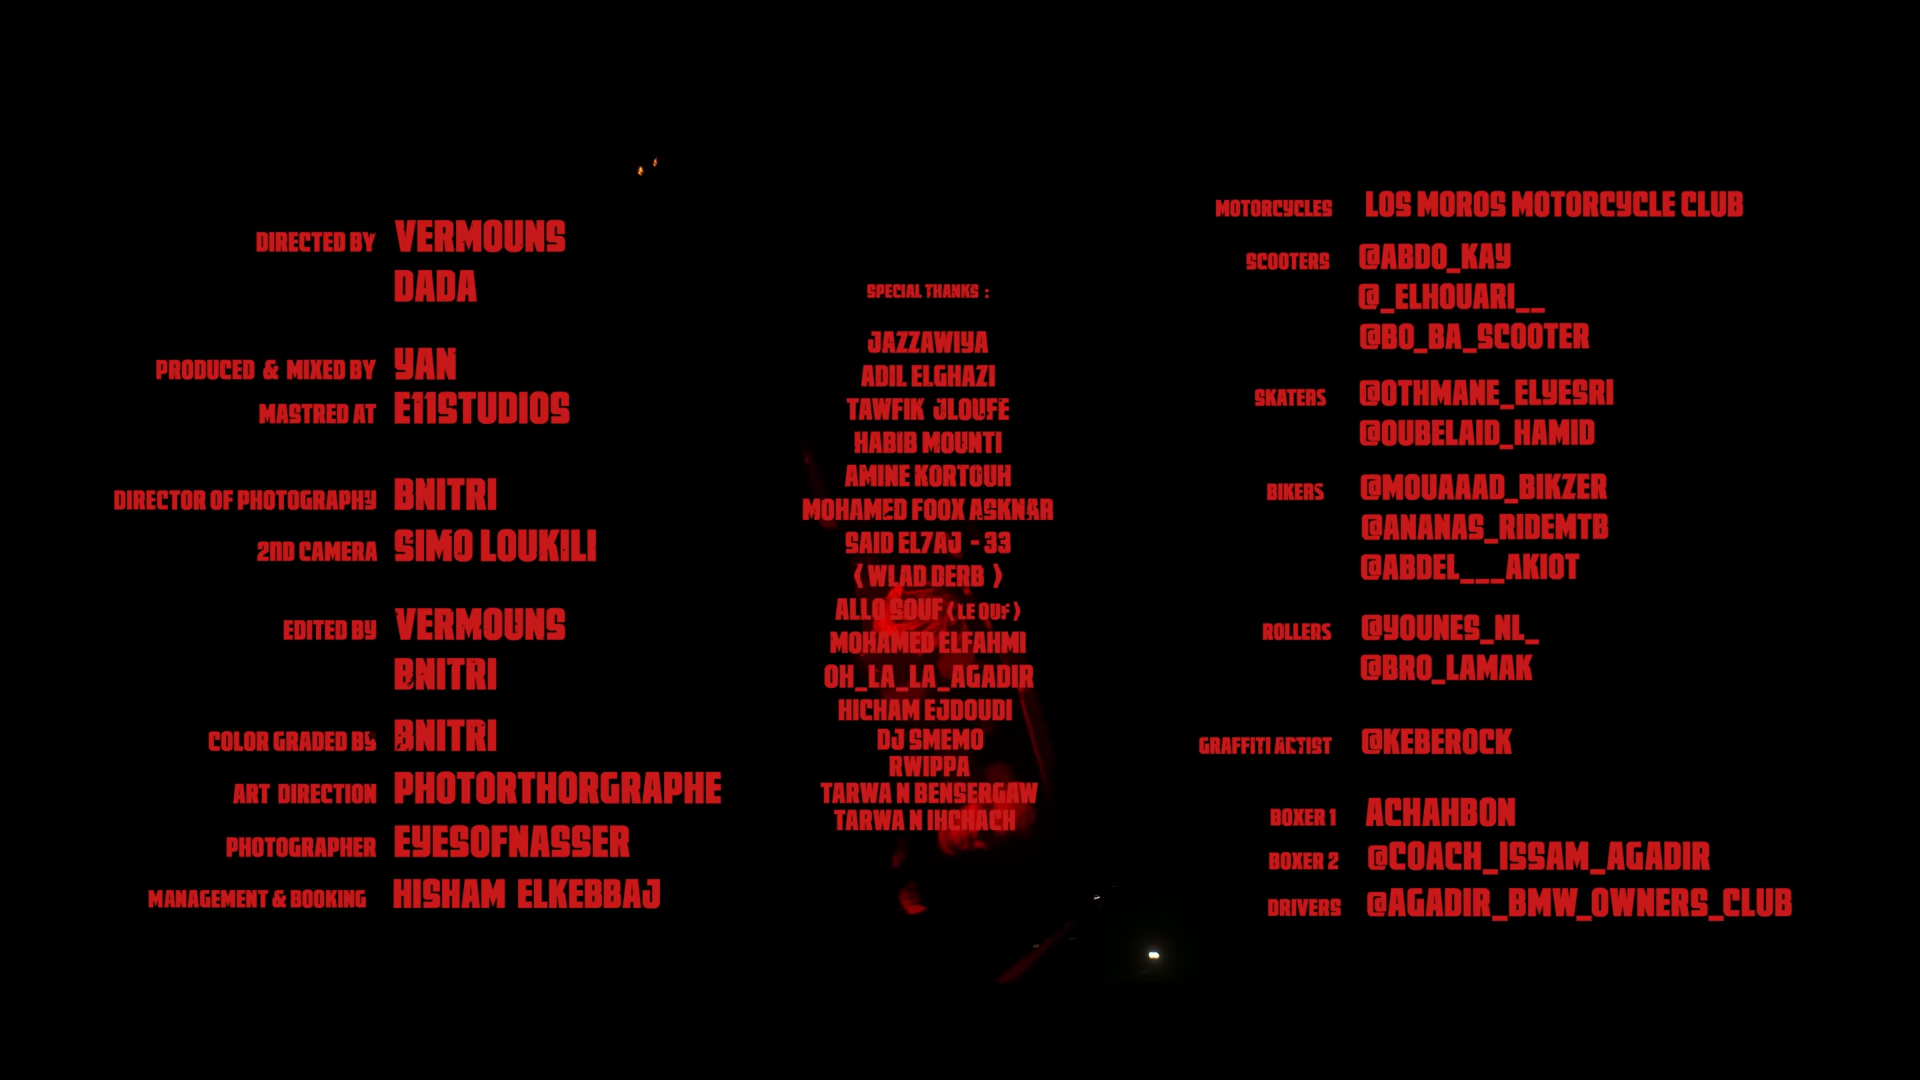 DIRECTED BY VERMOUNS
DADA
PRODUCED & MIXED BY YAN
MASTRED AT E11STUDIOS
DIRECTOR OF PHOTOGRAPHY BNITRI
2ND CAMERA SIMO LOUKILI
EDITED BY VERMOUNS
BNITRI
COLOR GRADED BY BNITRI
ART DIRECTION PHOTORTHORGRAPHE
PHOTOGRAPHER EYESOFNASSER
MANAGEMENT & BOOKING HISHAM ELKEBBAJ
SPECIAL THANKS :
JAZZAWIYA
ADIL ELGHAZI
TAWFIK JLOUFE
HABIB MOUNTI
AMINE KORTOUH
MOHAMED FOOX ASKNAR
SAID EL7AJ - 33
( WLAD DERB )
ALLO SOUF ( LE OUF )
MOHAMED ELFAHMI
OH_LA_LA_AGADIR
HICHAM EJDOUDI
DJ SMEMO
RWIPPA
TARWA N BENSERGAW
TARWA N IHCHACH
MOTORCYCLES LOS MOROS MOTORCYCLE CLUB
SCOOTERS @ABDO_KAY
@_ELHOUARI__
@BO_BA_SCOOTER
SKATERS @OTHMANE_ELYESRI
@OUBELAID_HAMID
BIKERS @MOUAAAD_BIKZER
@ANANAS_RIDEMTB
@ABDEL___AKIOT
ROLLERS @YOUNES_NL_
@BRO_LAMAK
GRAFFITI ARTIST @KEBEROCK
BOXER 1 ACHAHBON
BOXER 2 @COACH_ISSAM_AGADIR
DRIVERS @AGADIR_BMW_OWNERS_CLUB